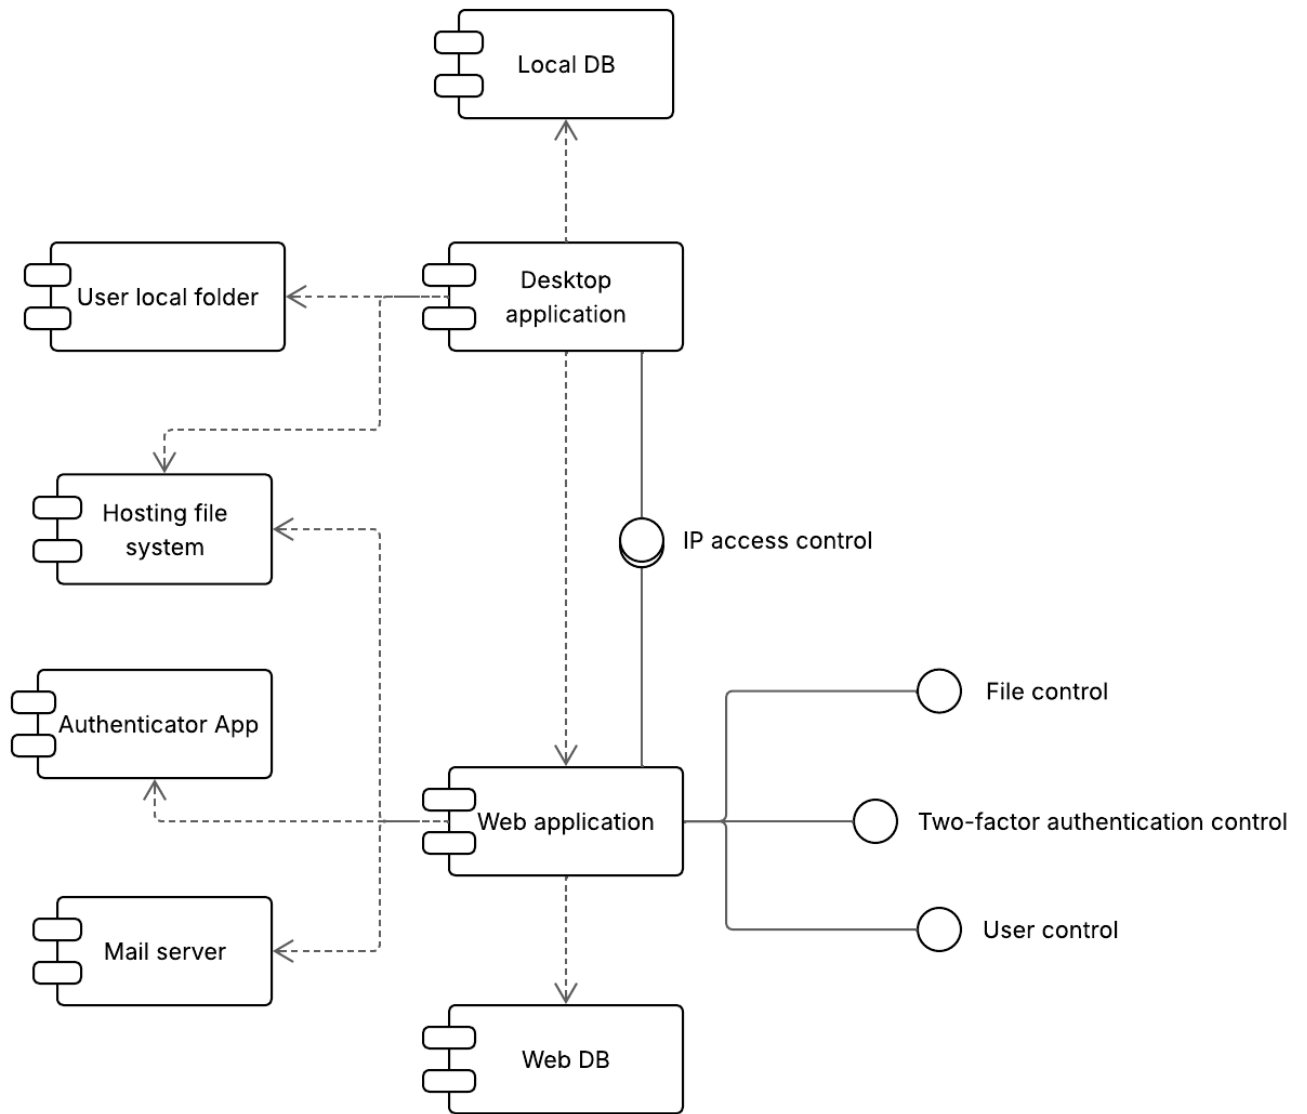 Local DB
User local folder
Desktop
application
Hosting file
system
IP access control
Authenticator App
File control
Web application
Two-factor authentication control
Mail server
User control
Web DB